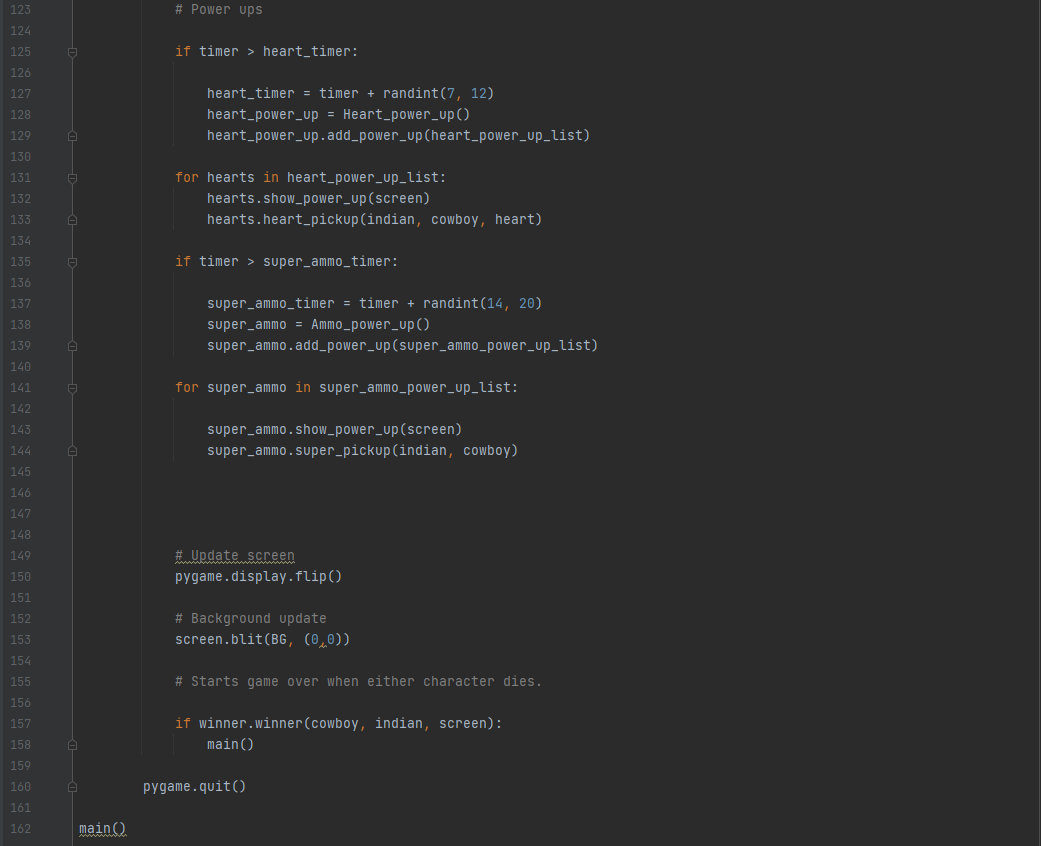 123 # Power ups
124
125 if timer > heart_timer:
126
127 heart_timer = timer + randint(7, 12)
128 heart_power_up = Heart_power_up()
129 heart_power_up.add_power_up(heart_power_up_list)
130
131 for hearts in heart_power_up_list:
132 hearts.show_power_up(screen)
133 hearts.heart_pickup(indian, cowboy, heart)
134
135 if timer > super_ammo_timer:
136
137 super_ammo_timer = timer + randint(14, 20)
138 super_ammo = Ammo_power_up()
139 super_ammo.add_power_up(super_ammo_power_up_list)
140
141 for super_ammo in super_ammo_power_up_list:
142
143 super_ammo.show_power_up(screen)
144 super_ammo.super_pickup(indian, cowboy)
145
146
147
148
149 # Update screen
150 pygame.display.flip()
151
152 # Background update
153 screen.blit(BG, (0,0))
154
155 # Starts game over when either character dies.
156
157 if winner.winner(cowboy, indian, screen):
158 main()
159
160 pygame.quit()
161
162 main()